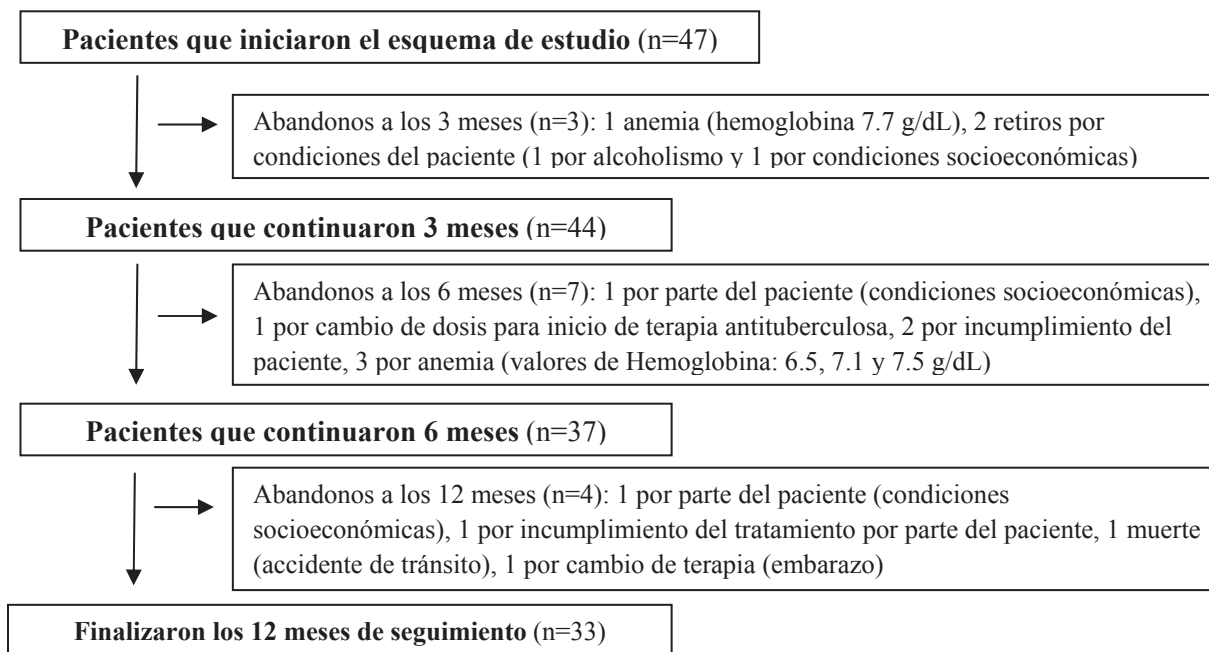 Pacientes que iniciaron el esquema de estudio (n=47)
Abandonos a los 3 meses (n=3): 1 anemia (hemoglobina 7.7 g/dL), 2 retiros por
condiciones del paciente (1 por alcoholismo y 1 por condiciones socioeconómicas)
Pacientes que continuaron 3 meses (n=44)
Abandonos a los 6 meses (n=7): 1 por parte del paciente (condiciones socioeconómicas),
1 por cambio de dosis para inicio de terapia antituberculosa, 2 por incumplimiento del
paciente, 3 por anemia (valores de Hemoglobina: 6.5, 7.1 y 7.5 g/dL)
Pacientes que continuaron 6 meses (n=37)
Abandonos a los 12 meses (n=4): 1 por parte del paciente (condiciones
socioeconómicas), 1 por incumplimiento del tratamiento por parte del paciente, 1 muerte
(accidente de tránsito), 1 por cambio de terapia (embarazo)
Finalizaron los 12 meses de seguimiento (n=33)